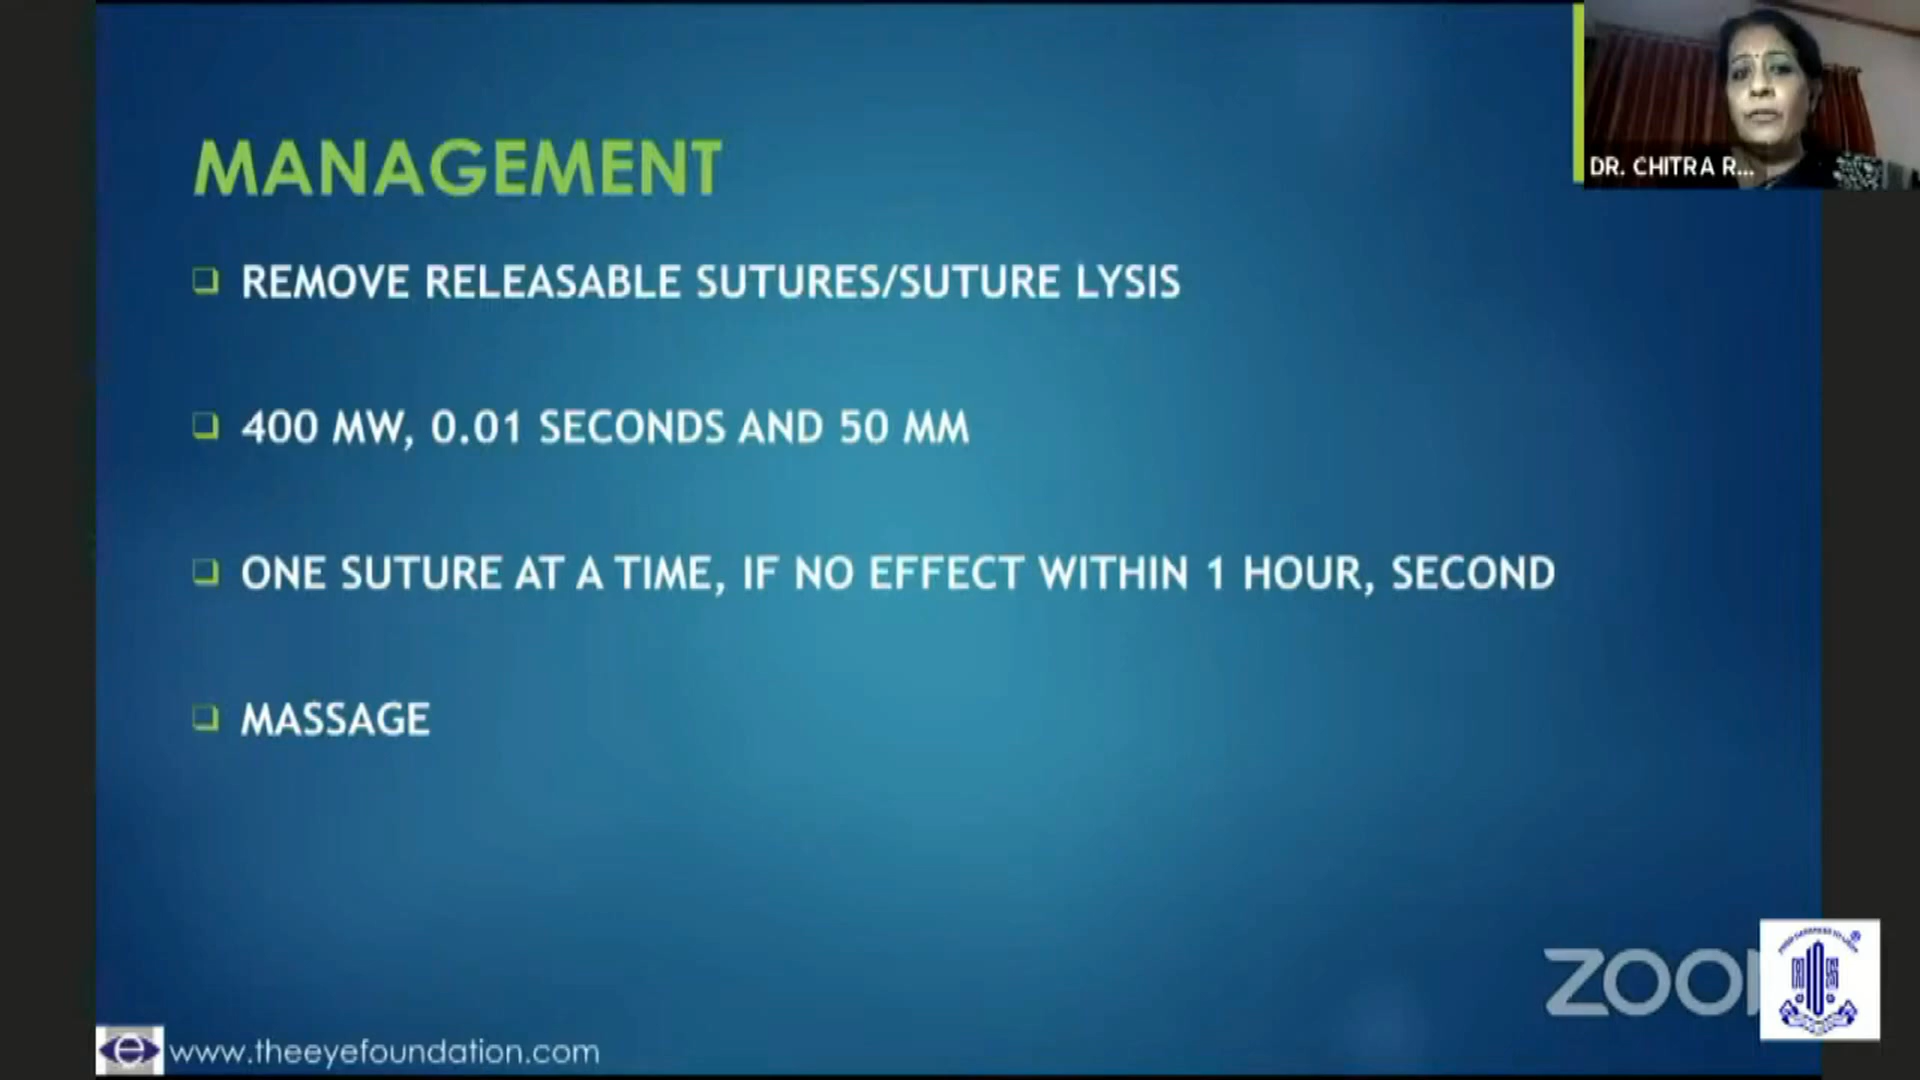 MANAGEMENT
REMOVE RELEASABLE SUTURES/SUTURE LYSIS
400 MW, 0.01 SECONDS AND 50 MM
ONE SUTURE AT A TIME, IF NO EFFECT WITHIN 1 HOUR, SECOND
MASSAGE
DR. CHITRA R...
ZOO
www.theeyefoundation.com